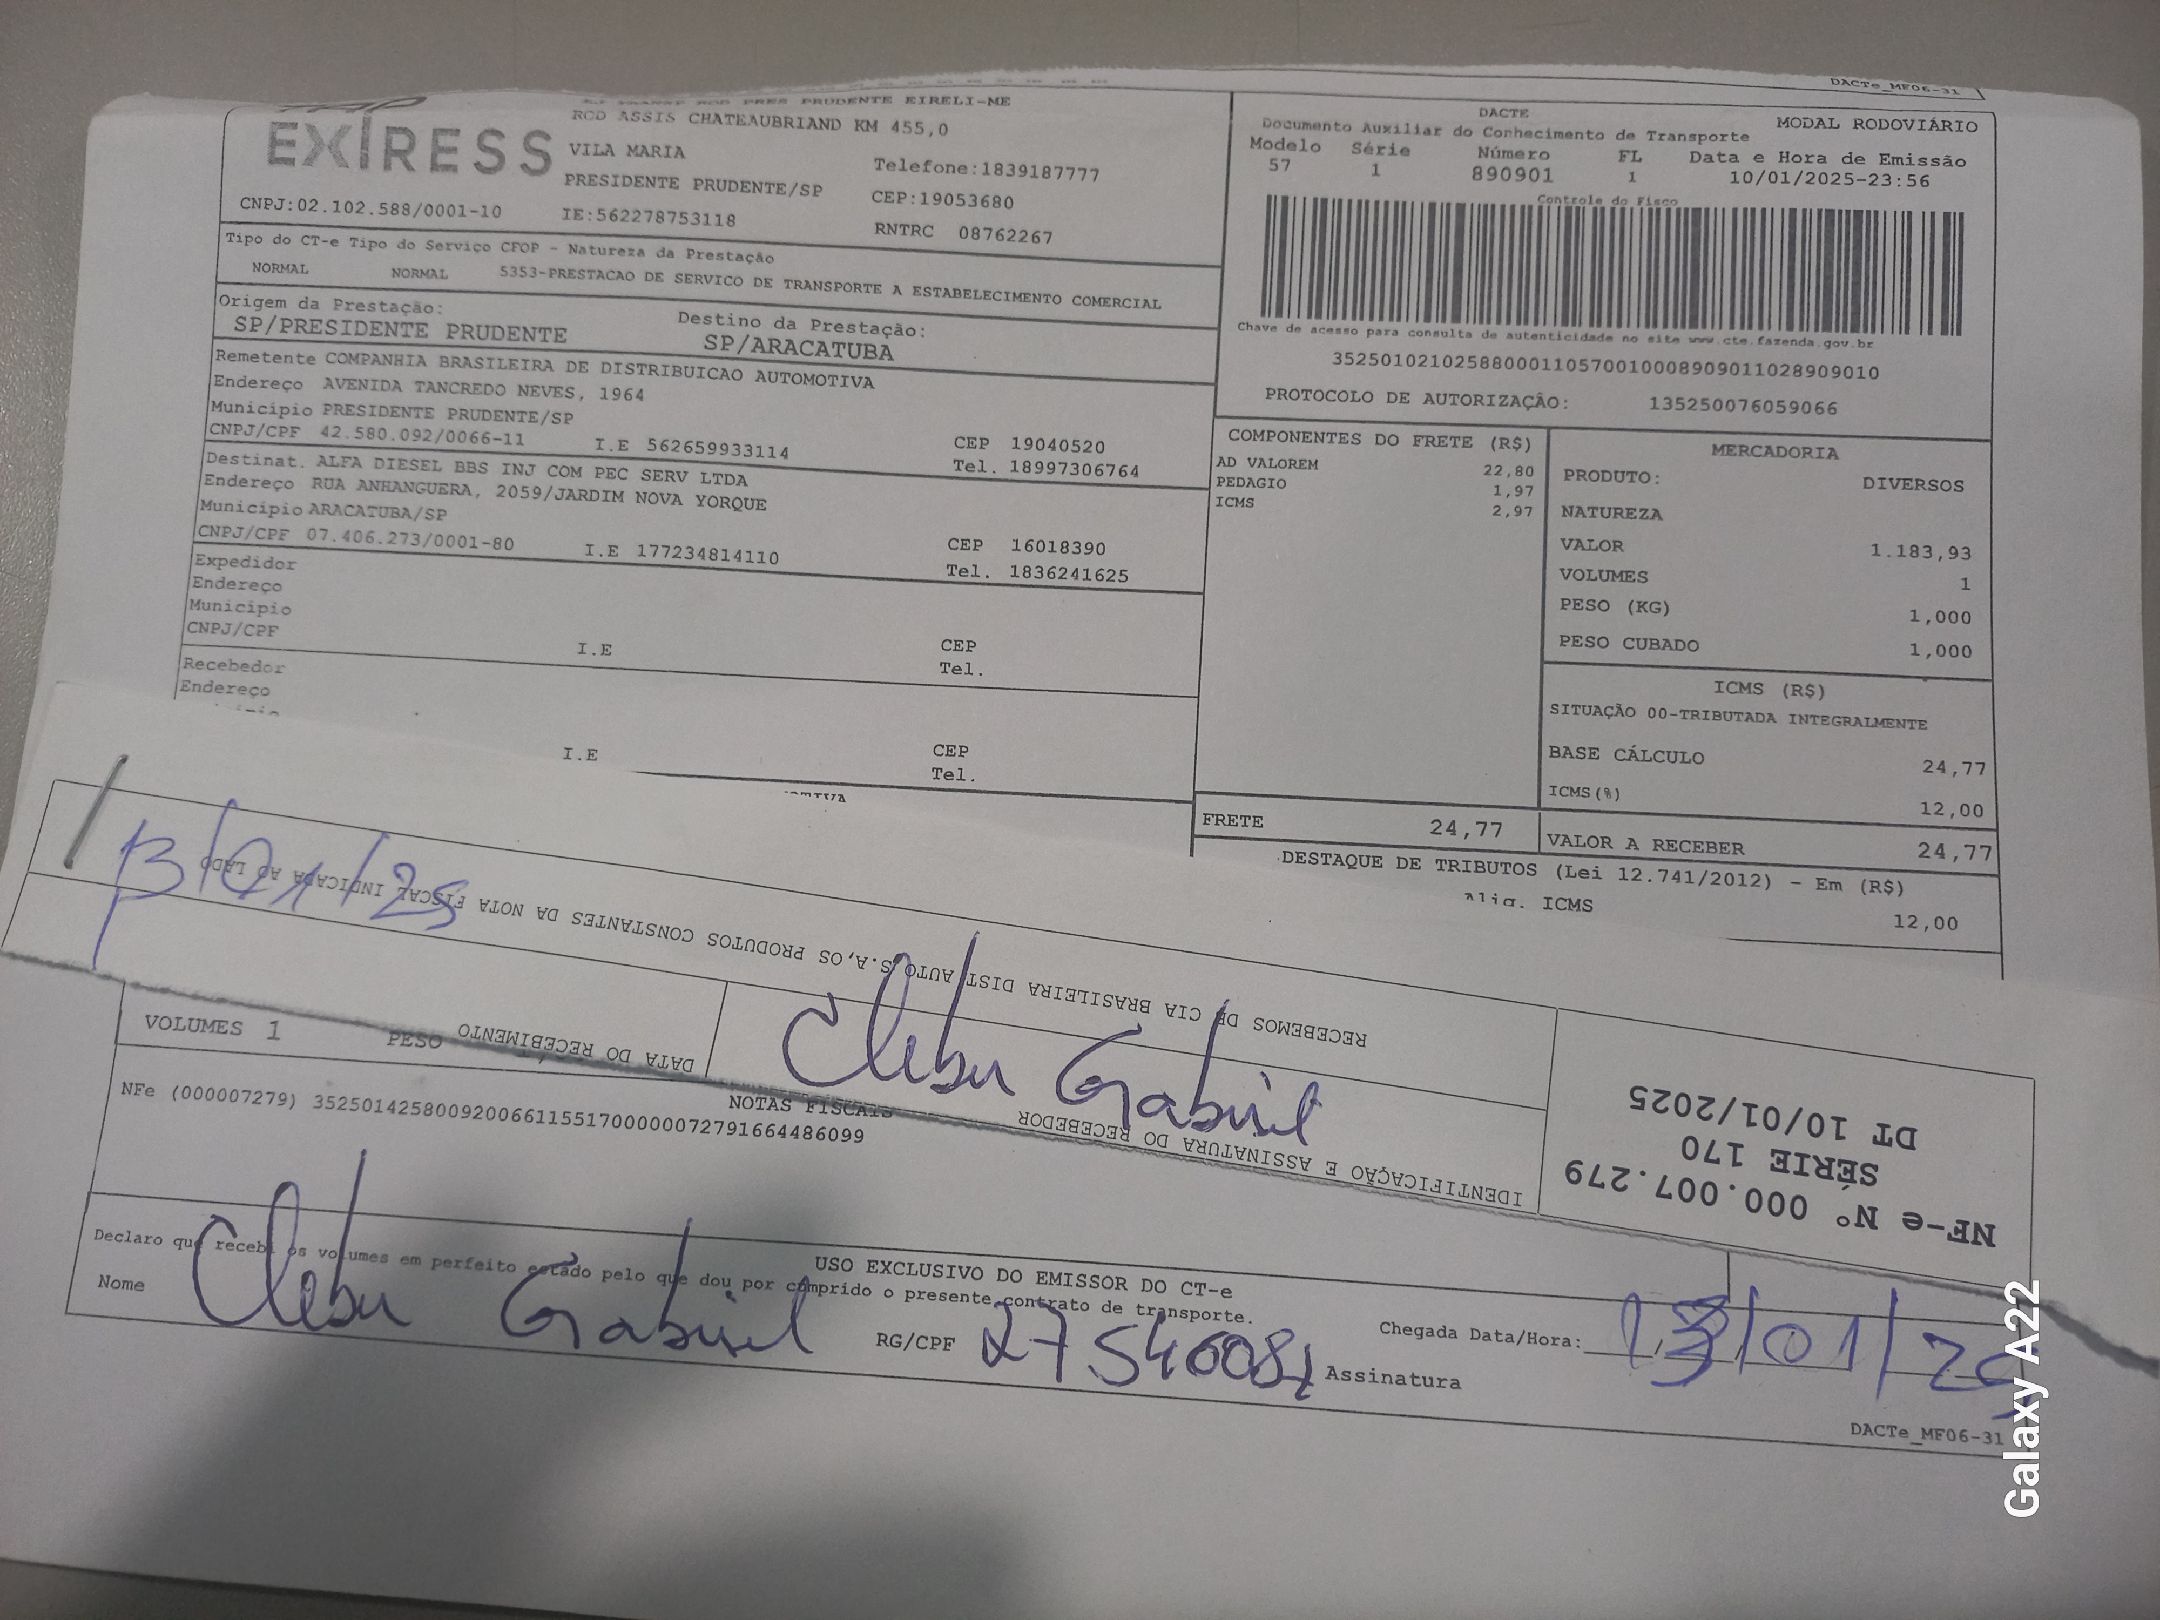 DACTe_MF06-31
PRES PRUDENTE EIRELI-ME
ROD ASSIS CHATEAUBRIAND KM 455,0
EXPRESS
VILA MARIA
Telefone:1839187777
PRESIDENTE PRUDENTE/SP
CEP:19053680
CNPJ:02.102.588/0001-10
IE:562278753118
RNTRC 08762267
DACTE
MODAL RODOVIÁRIO
Documento Auxiliar do Conhecimento de Transporte
Modelo Série Número FL Data e Hora de Emissão
57 1 890901 1 10/01/2025-23:56
Controle do Fisco
Chave de acesso para consulta de autenticidade no site www.cte.fazenda.gov.br
35250102102588000110570010008909011028909010
PROTOCOLO DE AUTORIZAÇÃO: 135250076059066
Tipo do CT-e Tipo do Serviço CFOP - Natureza da Prestação
NORMAL NORMAL 5353-PRESTACAO DE SERVICO DE TRANSPORTE A ESTABELECIMENTO COMERCIAL
Origem da Prestação: Destino da Prestação:
SP/PRESIDENTE PRUDENTE SP/ARACATUBA
Remetente COMPANHIA BRASILEIRA DE DISTRIBUICAO AUTOMOTIVA
Endereço AVENIDA TANCREDO NEVES, 1964
Município PRESIDENTE PRUDENTE/SP CEP 19040520
CNPJ/CPF 42.580.092/0066-11 I.E 562659933114 Tel. 18997306764
Destinat. ALFA DIESEL BBS INJ COM PEC SERV LTDA
Endereço RUA ANHANGUERA, 2059/JARDIM NOVA YORQUE
Município ARACATUBA/SP CEP 16018390
CNPJ/CPF 07.406.273/0001-80 I.E 177234814110 Tel. 1836241625
Expedidor
Endereço
Município CEP
CNPJ/CPF I.E Tel.
Recebedor
Endereço
CEP
I.E Tel.
COMPONENTES DO FRETE (R$)
AD VALOREM 22,80
PEDAGIO 1,97
ICMS 2,97
MERCADORIA
PRODUTO: DIVERSOS
NATUREZA
VALOR 1.183,93
VOLUMES 1
PESO (KG) 1,000
PESO CUBADO 1,000
ICMS (R$)
SITUAÇÃO 00-TRIBUTADA INTEGRALMENTE
BASE CÁLCULO 24,77
ICMS(%) 12,00
FRETE 24,77
VALOR A RECEBER 24,77
DESTAQUE DE TRIBUTOS (Lei 12.741/2012) - Em (R$)
Aliq. ICMS 12,00
RECEBEMOS DE CIA BRASILEIRA DIST AUTO S.A,OS PRODUTOS CONSTANTES DA NOTA FISCAL INDICADA AO LADO
13/01/25
DATA DO RECEBIMENTO
Cleber Gabriel
IDENTIFICAÇÃO E ASSINATURA DO RECEBEDOR
NF-e Nº 000.007.279
SÉRIE 170
DT 10/01/2025
VOLUMES 1 PESO
NOTAS FISCAIS
NFe (000007279) 35250142580092006611551700000072791664486099
USO EXCLUSIVO DO EMISSOR DO CT-e
Declaro que recebi os volumes em perfeito estado pelo que dou por cumprido o presente contrato de transporte.
Nome Cleber Gabriel RG/CPF Assinatura
Chegada Data/Hora: 13/01/25
DACTe_MF06-31
Galaxy A22